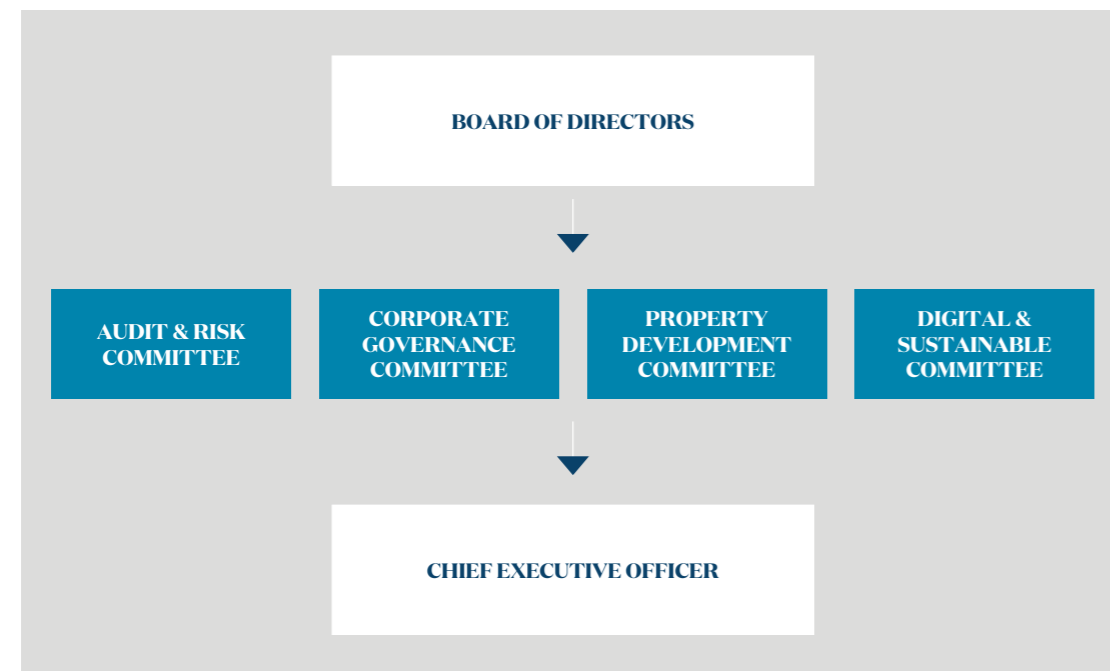 BOARD OF DIRECTORS
AUDIT & RISK
COMMITTEE
CORPORATE
GOVERNANCE
COMMITTEE
PROPERTY
DEVELOPMENT
COMMITTEE
DIGITAL &
SUSTAINABLE
COMMITTEE
CHIEF EXECUTIVE OFFICER